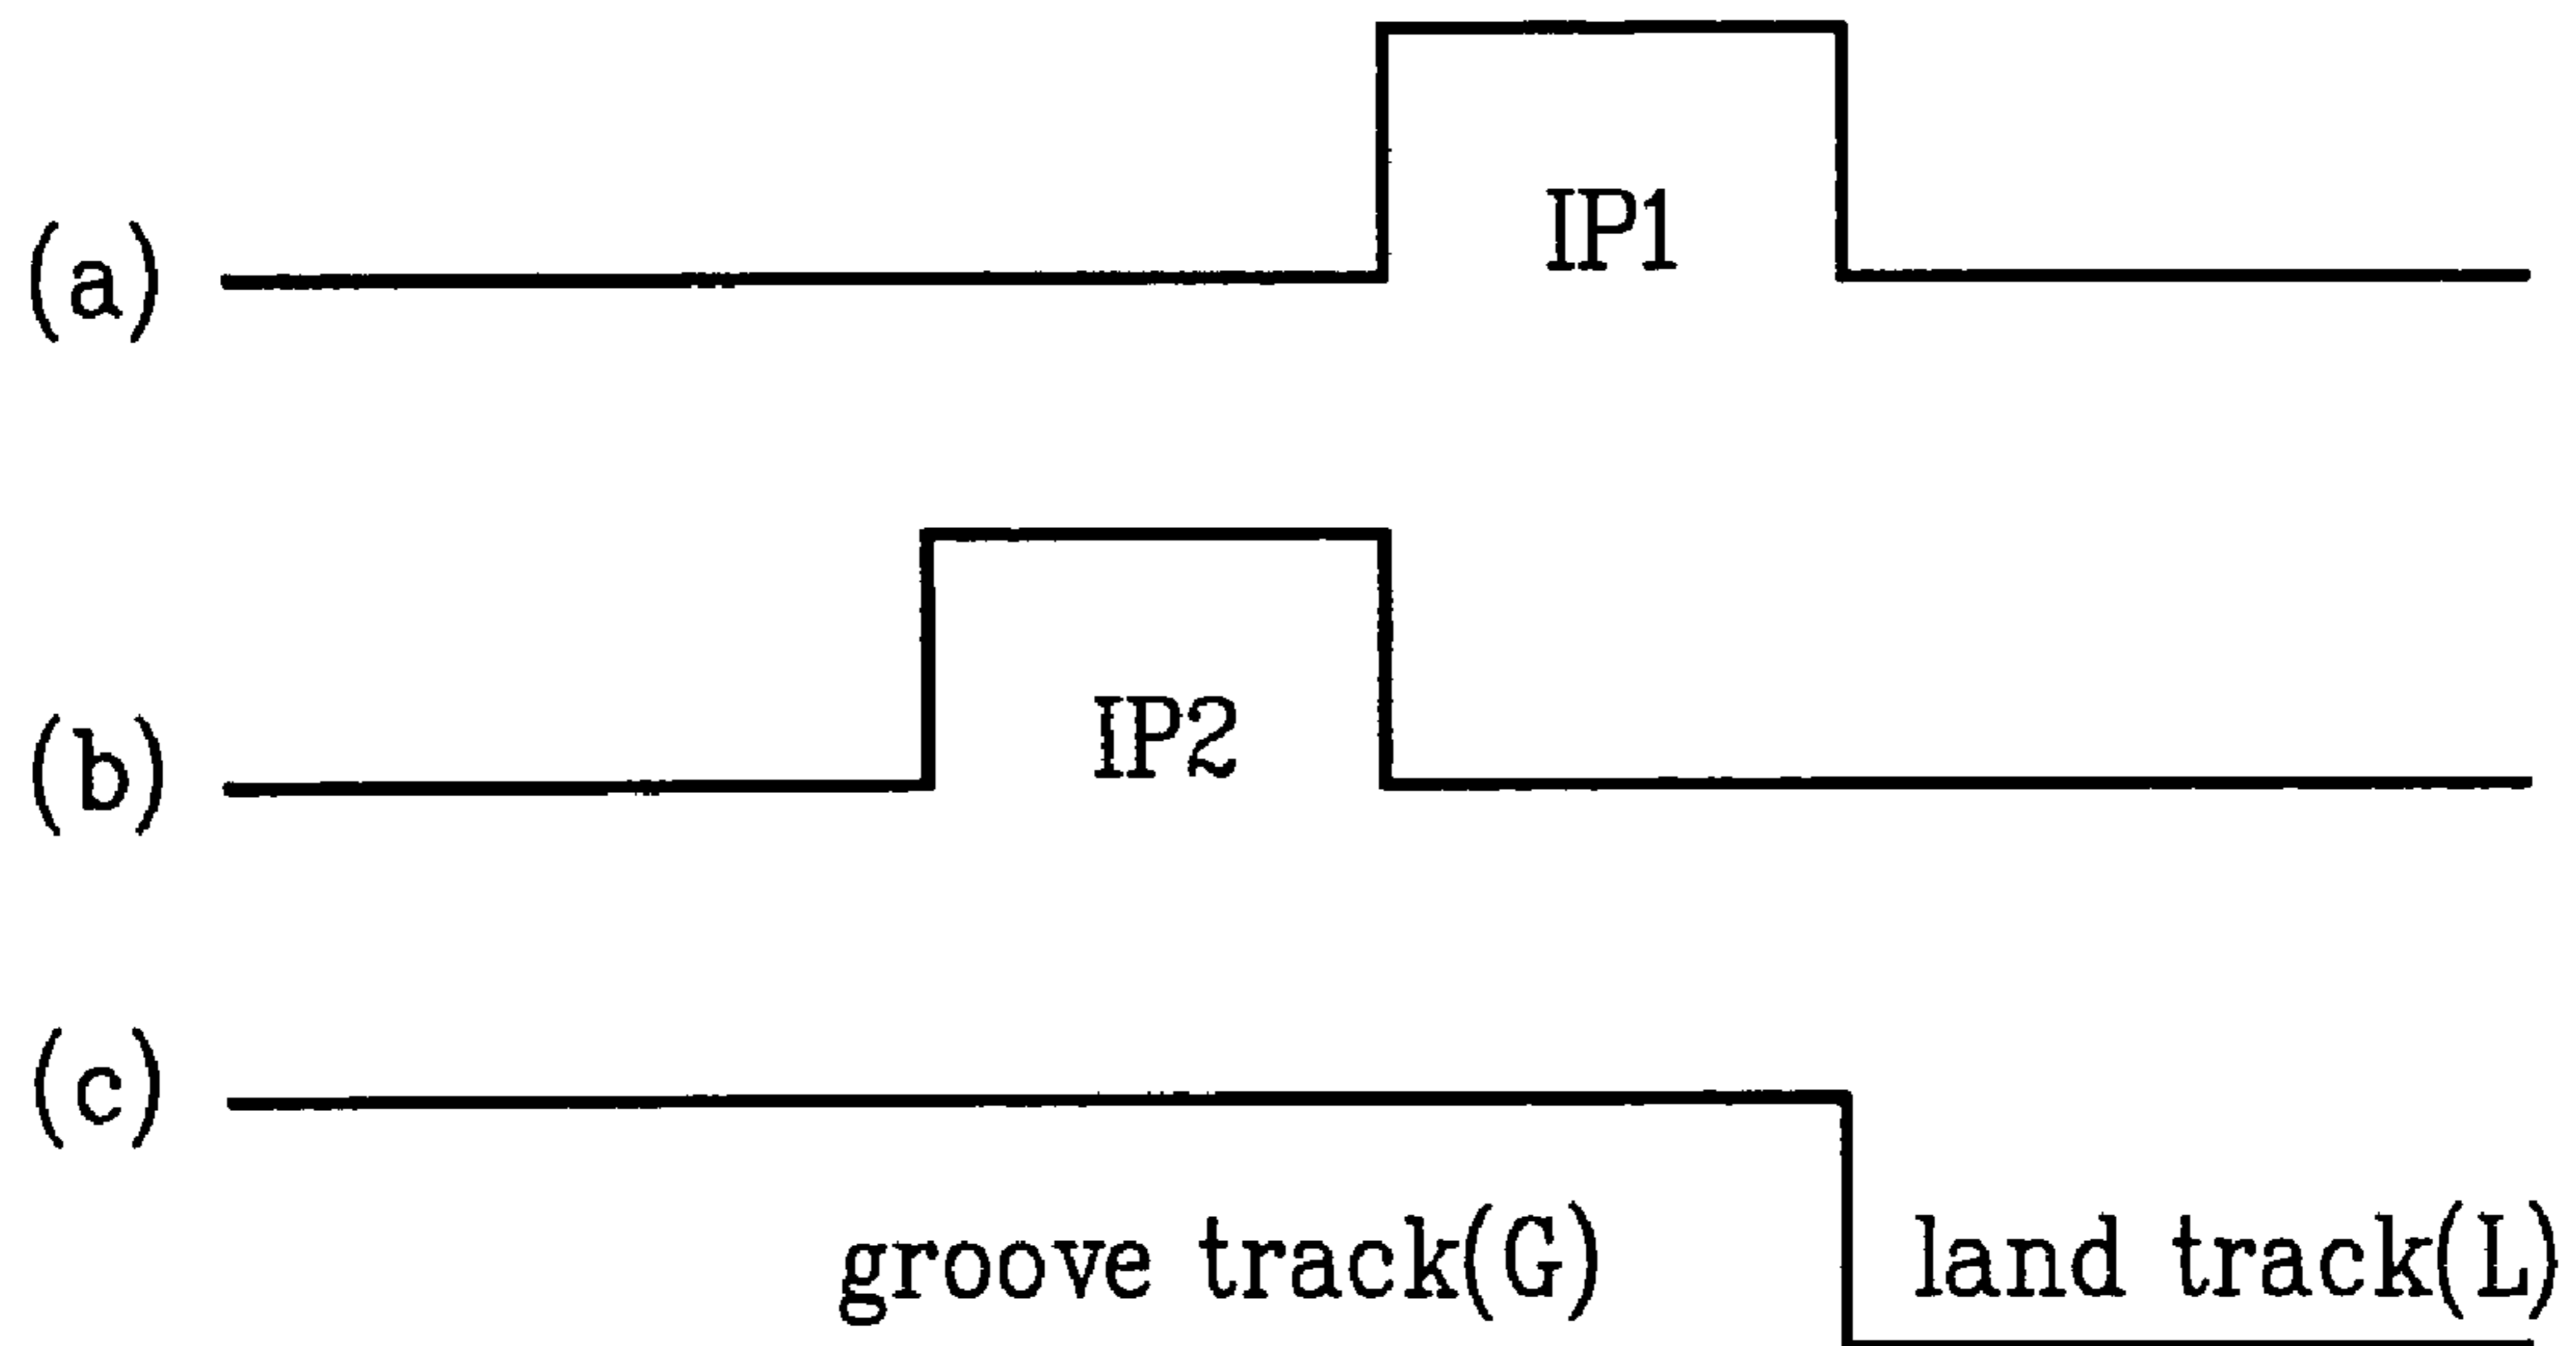 IP1
(a)
IP2
(b)
(c)
groove track(G) land track(L)